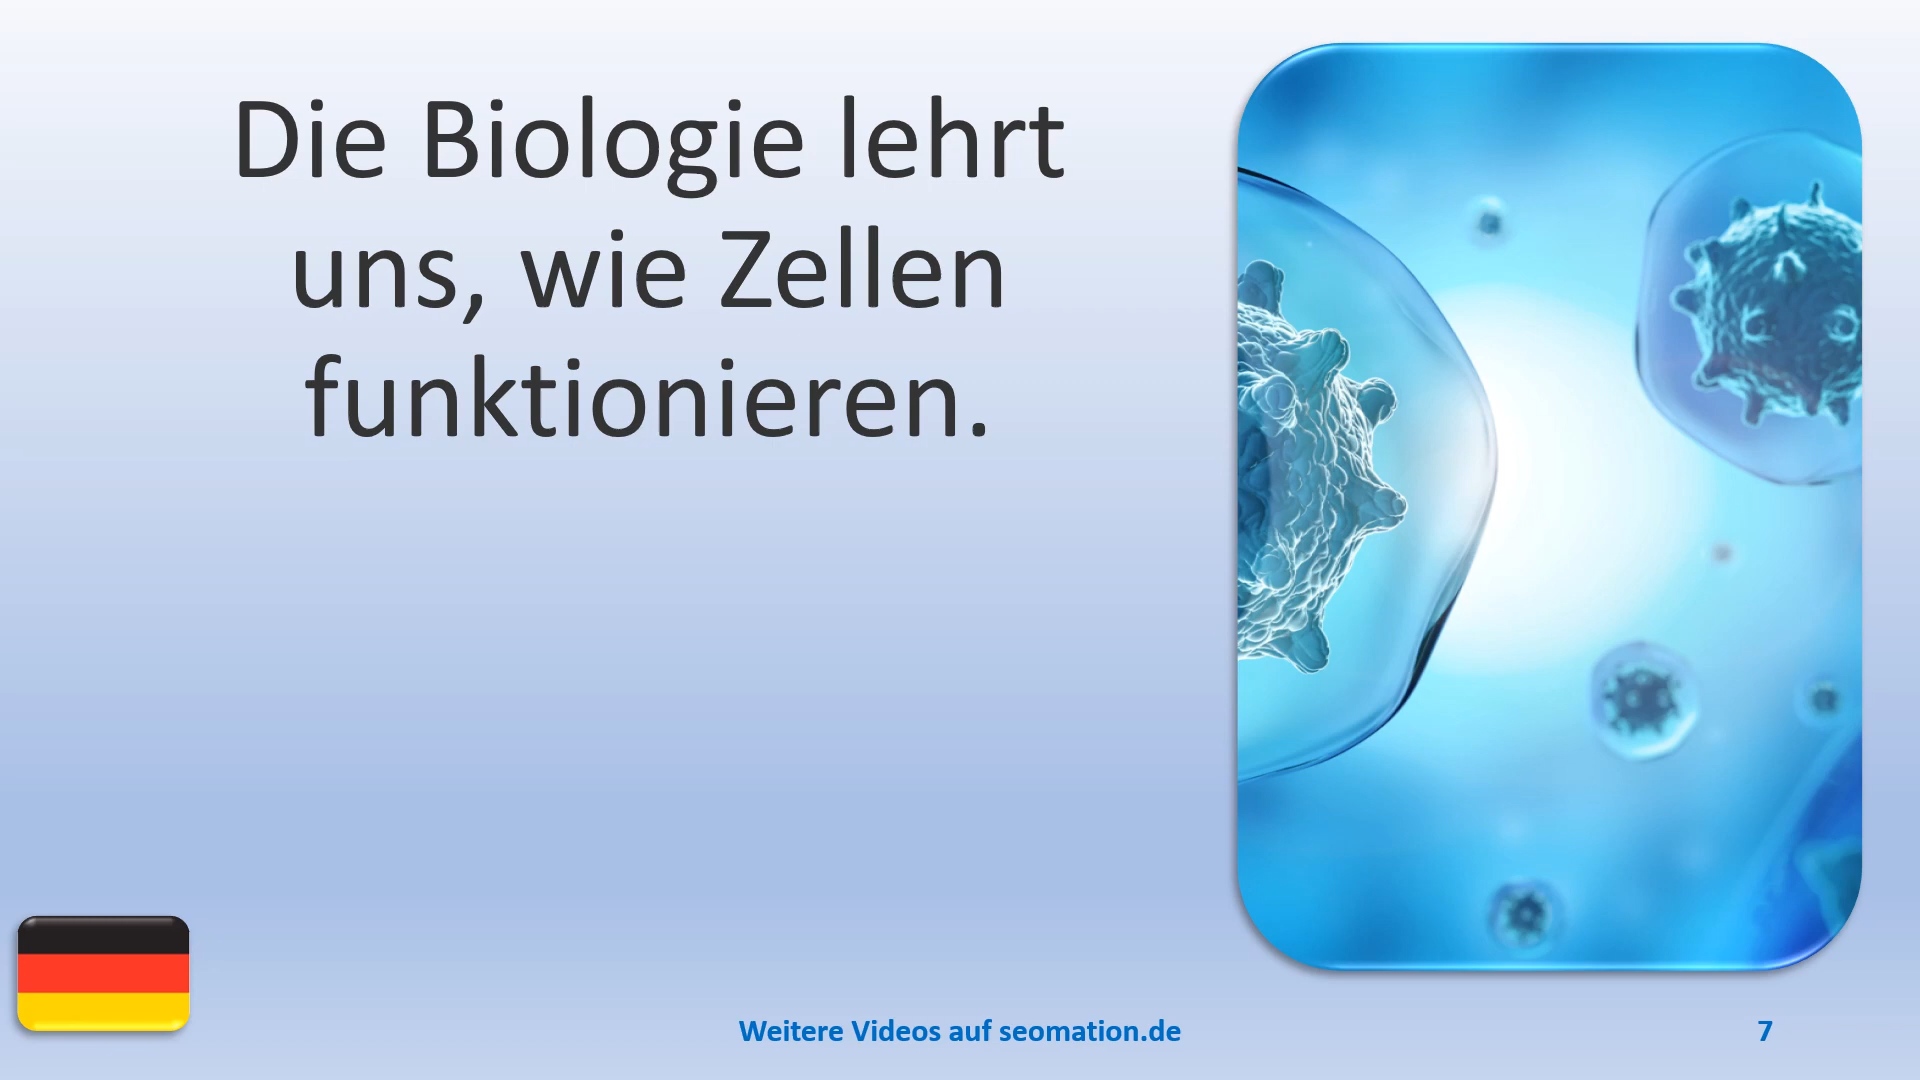 Die Biologie lehrt
uns, wie Zellen
funktionieren.
Weitere Videos auf seomation.de
7